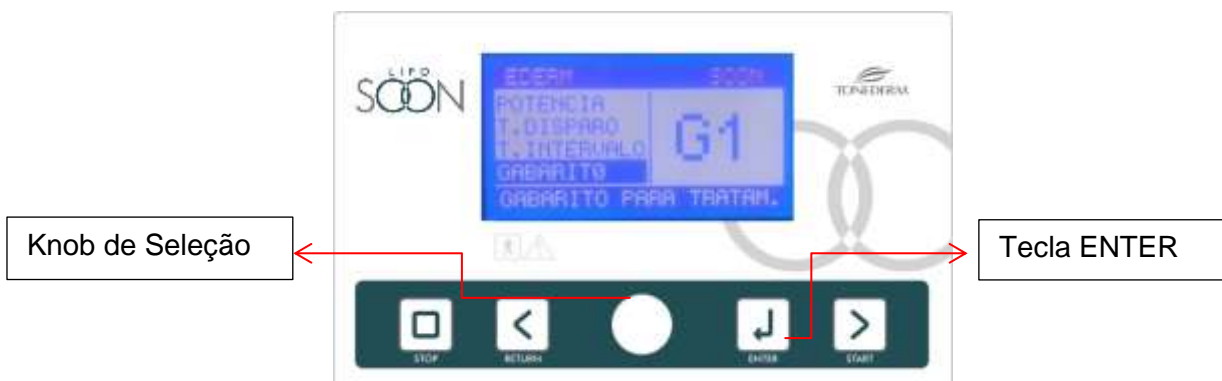 LIPO
SOON
EDERM SOON
TONEDERM
POTENCIA
T.DISPARO
T.INTERVALO
GABARITO
G1
GABARITO PARA TRATAM.
Knob de Seleção
Tecla ENTER
STOP
RETURN
ENTER
START